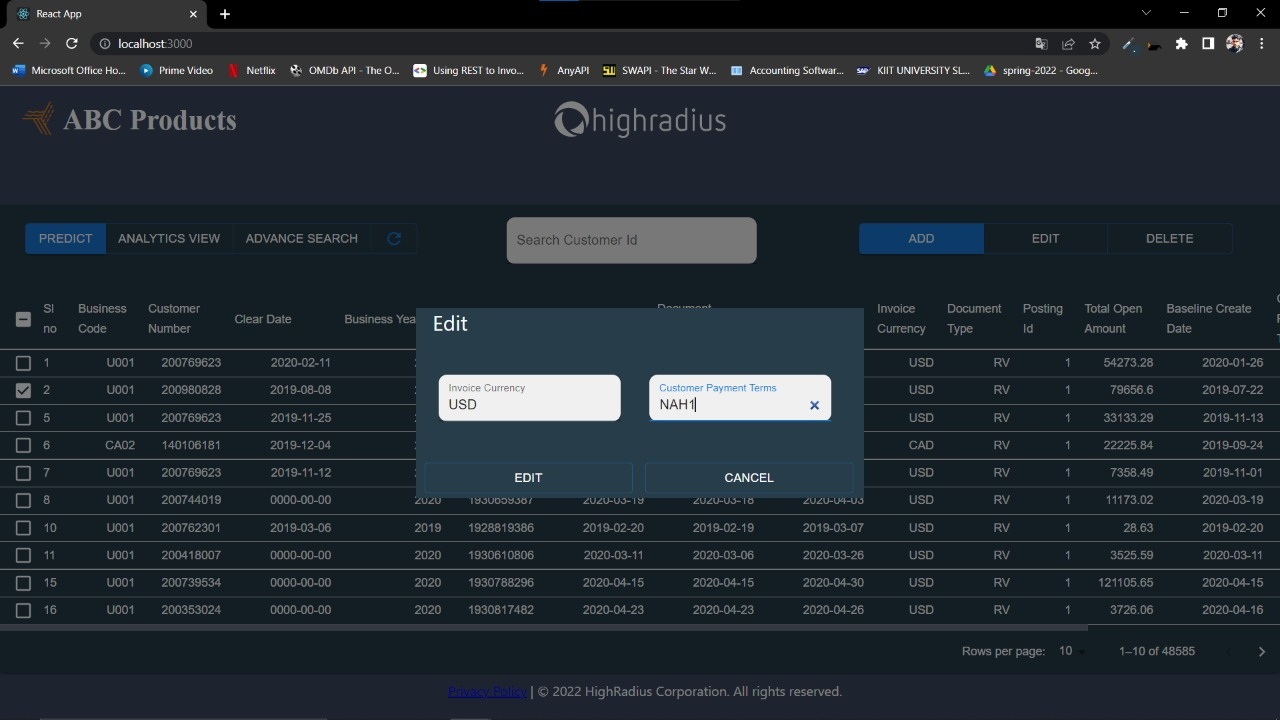 React App
localhost:3000
Microsoft Office Ho... Prime Video Netflix OMDb API - The O... Using REST to Invo... AnyAPI SWAPI - The Star W... Accounting Softwar... KIIT UNIVERSITY SL... spring-2022 - Goog...
ABC Products highradius
PREDICT ANALYTICS VIEW ADVANCE SEARCH Search Customer Id ADD EDIT DELETE
Sl no Business Code Customer Number Clear Date Business Yea Document Invoice Currency Document Type Posting Id Total Open Amount Baseline Create Date
1 U001 200769623 2020-02-11 USD RV 1 54273.28 2020-01-26
2 U001 200980828 2019-08-08 USD RV 1 79656.6 2019-07-22
5 U001 200769623 2019-11-25 USD RV 1 33133.29 2019-11-13
6 CA02 140106181 2019-12-04 CAD RV 1 22225.84 2019-09-24
7 U001 200769623 2019-11-12 USD RV 1 7358.49 2019-11-01
8 U001 200744019 0000-00-00 2020 1930659387 2020-03-19 2020-03-18 2020-04-03 USD RV 1 11173.02 2020-03-19
10 U001 200762301 2019-03-06 2019 1928819386 2019-02-20 2019-02-19 2019-03-07 USD RV 1 28.63 2019-02-20
11 U001 200418007 0000-00-00 2020 1930610806 2020-03-11 2020-03-06 2020-03-26 USD RV 1 3525.59 2020-03-11
15 U001 200739534 0000-00-00 2020 1930788296 2020-04-15 2020-04-15 2020-04-30 USD RV 1 121105.65 2020-04-15
16 U001 200353024 0000-00-00 2020 1930817482 2020-04-23 2020-04-23 2020-04-26 USD RV 1 3726.06 2020-04-16
Edit
Invoice Currency Customer Payment Terms
USD NAH1
EDIT CANCEL
Rows per page: 10 1–10 of 48585
Privacy Policy | © 2022 HighRadius Corporation. All rights reserved.